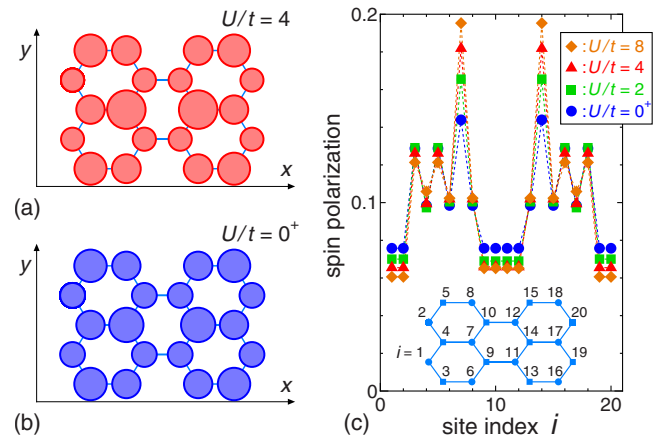 U/t = 4
y
x
(a)
U/t = 0+
y
x
(b)
spin polarization
0.2
0.1
0
: U/t = 8
: U/t = 4
: U/t = 2
: U/t = 0+
5 8 15 18
2 10 12 20
4 7 14 17
i = 1 9 11 19
3 6 13 16
0 10 20
(c) site index i